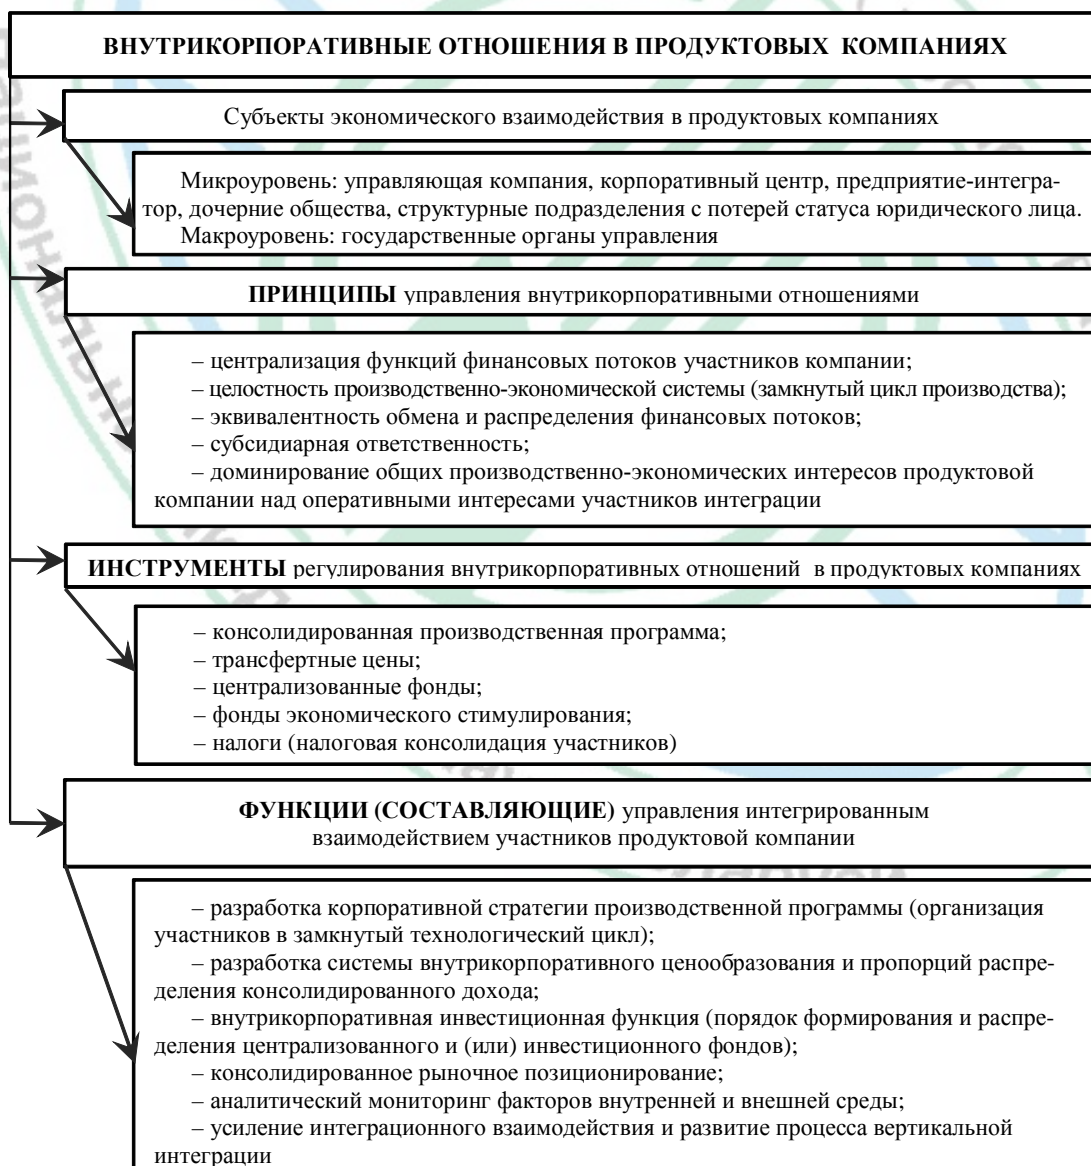 ВНУТРИКОРПОРАТИВНЫЕ ОТНОШЕНИЯ В ПРОДУКТОВЫХ КОМПАНИЯХ
Субъекты экономического взаимодействия в продуктовых компаниях
Микроуровень: управляющая компания, корпоративный центр, предприятие-интегра-
тор, дочерние общества, структурные подразделения с потерей статуса юридического лица.
Макроуровень: государственные органы управления
ПРИНЦИПЫ управления внутрикорпоративными отношениями
– централизация функций финансовых потоков участников компании;
– целостность производственно-экономической системы (замкнутый цикл производства);
– эквивалентность обмена и распределения финансовых потоков;
– субсидиарная ответственность;
– доминирование общих производственно-экономических интересов продуктовой
компании над оперативными интересами участников интеграции
ИНСТРУМЕНТЫ регулирования внутрикорпоративных отношений в продуктовых компаниях
– консолидированная производственная программа;
– трансфертные цены;
– централизованные фонды;
– фонды экономического стимулирования;
– налоги (налоговая консолидация участников)
ФУНКЦИИ (СОСТАВЛЯЮЩИЕ) управления интегрированным
взаимодействием участников продуктовой компании
– разработка корпоративной стратегии производственной программы (организация
участников в замкнутый технологический цикл);
– разработка системы внутрикорпоративного ценообразования и пропорций распре-
деления консолидированного дохода;
– внутрикорпоративная инвестиционная функция (порядок формирования и распре-
деления централизованного и (или) инвестиционного фондов);
– консолидированное рыночное позиционирование;
– аналитический мониторинг факторов внутренней и внешней среды;
– усиление интеграционного взаимодействия и развитие процесса вертикальной
интеграции